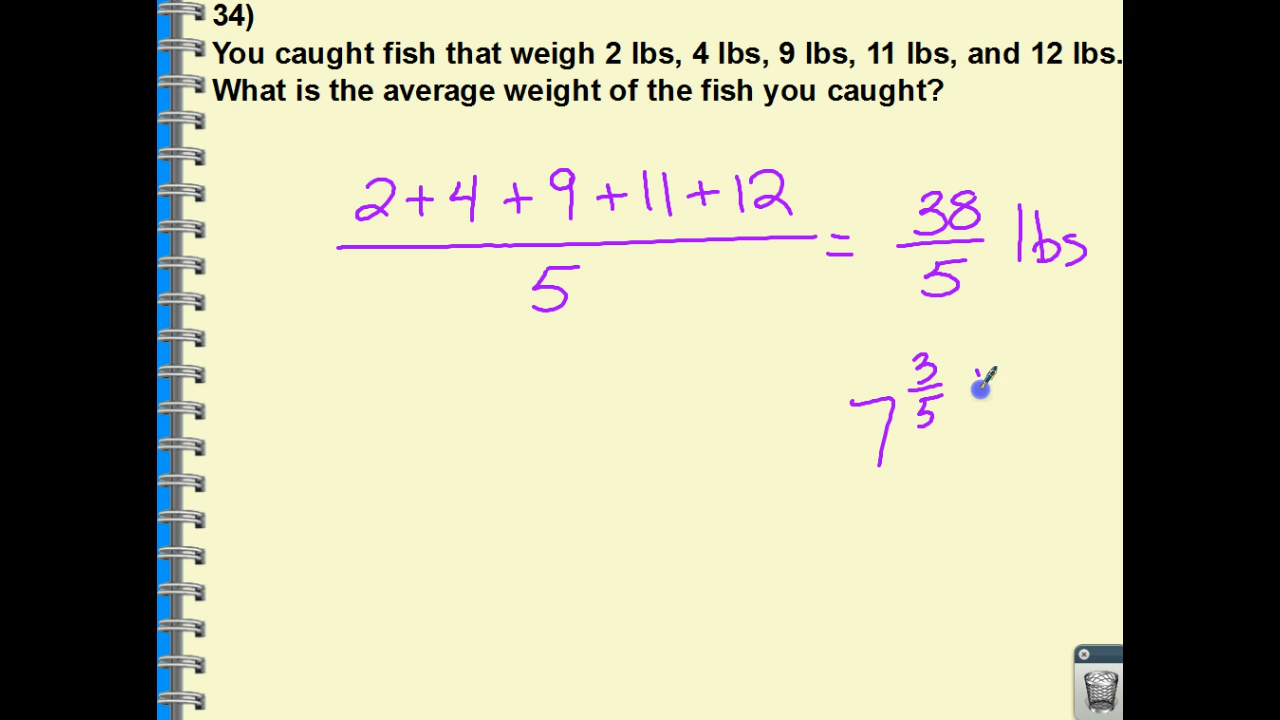 34)
You caught fish that weigh 2 lbs, 4 lbs, 9 lbs, 11 lbs, and 12 lbs.
What is the average weight of the fish you caught?
2+4+9+11+12
5
= 38/5 lbs
7 3/5